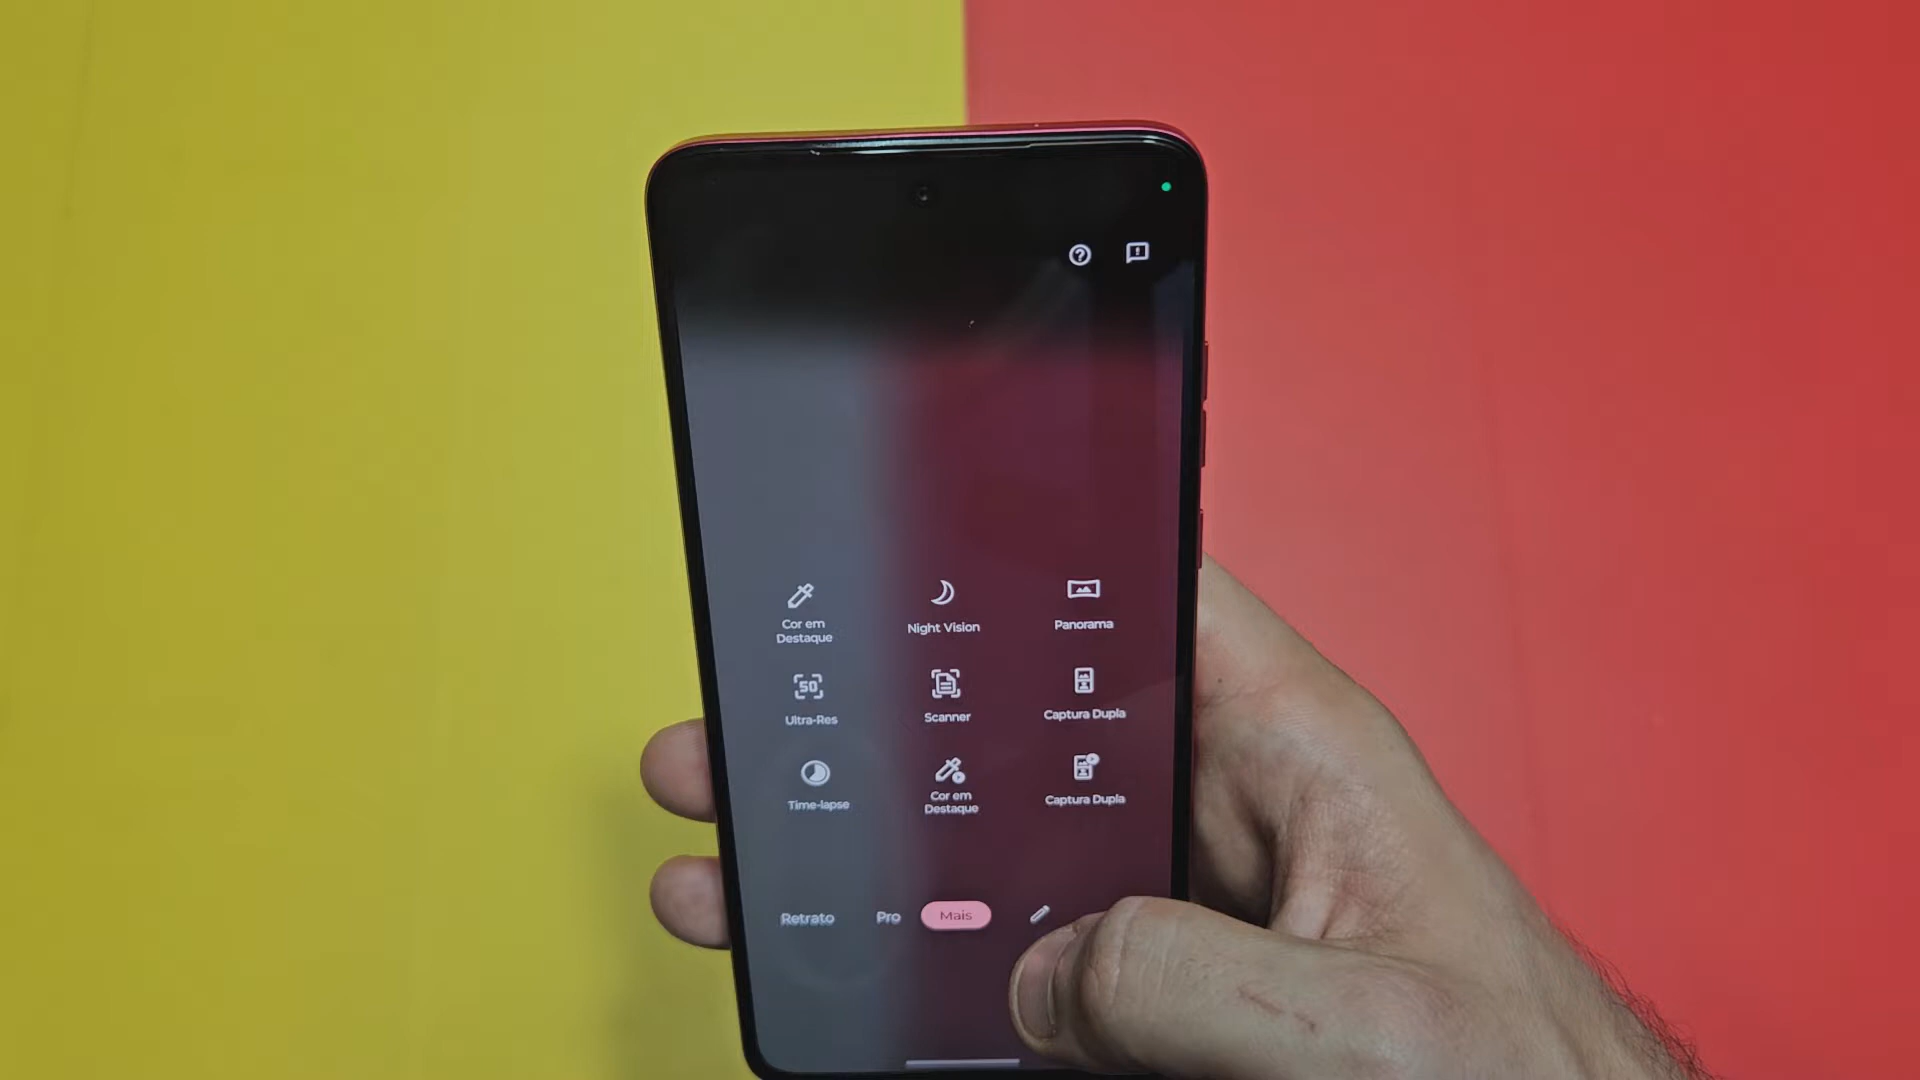 Cor em
Destaque
Night Vision
Panorama
50
Ultra-Res
Scanner
Captura Dupla
Time-lapse
Cor em
Destaque
Captura Dupla
Retrato
Pro
Mais